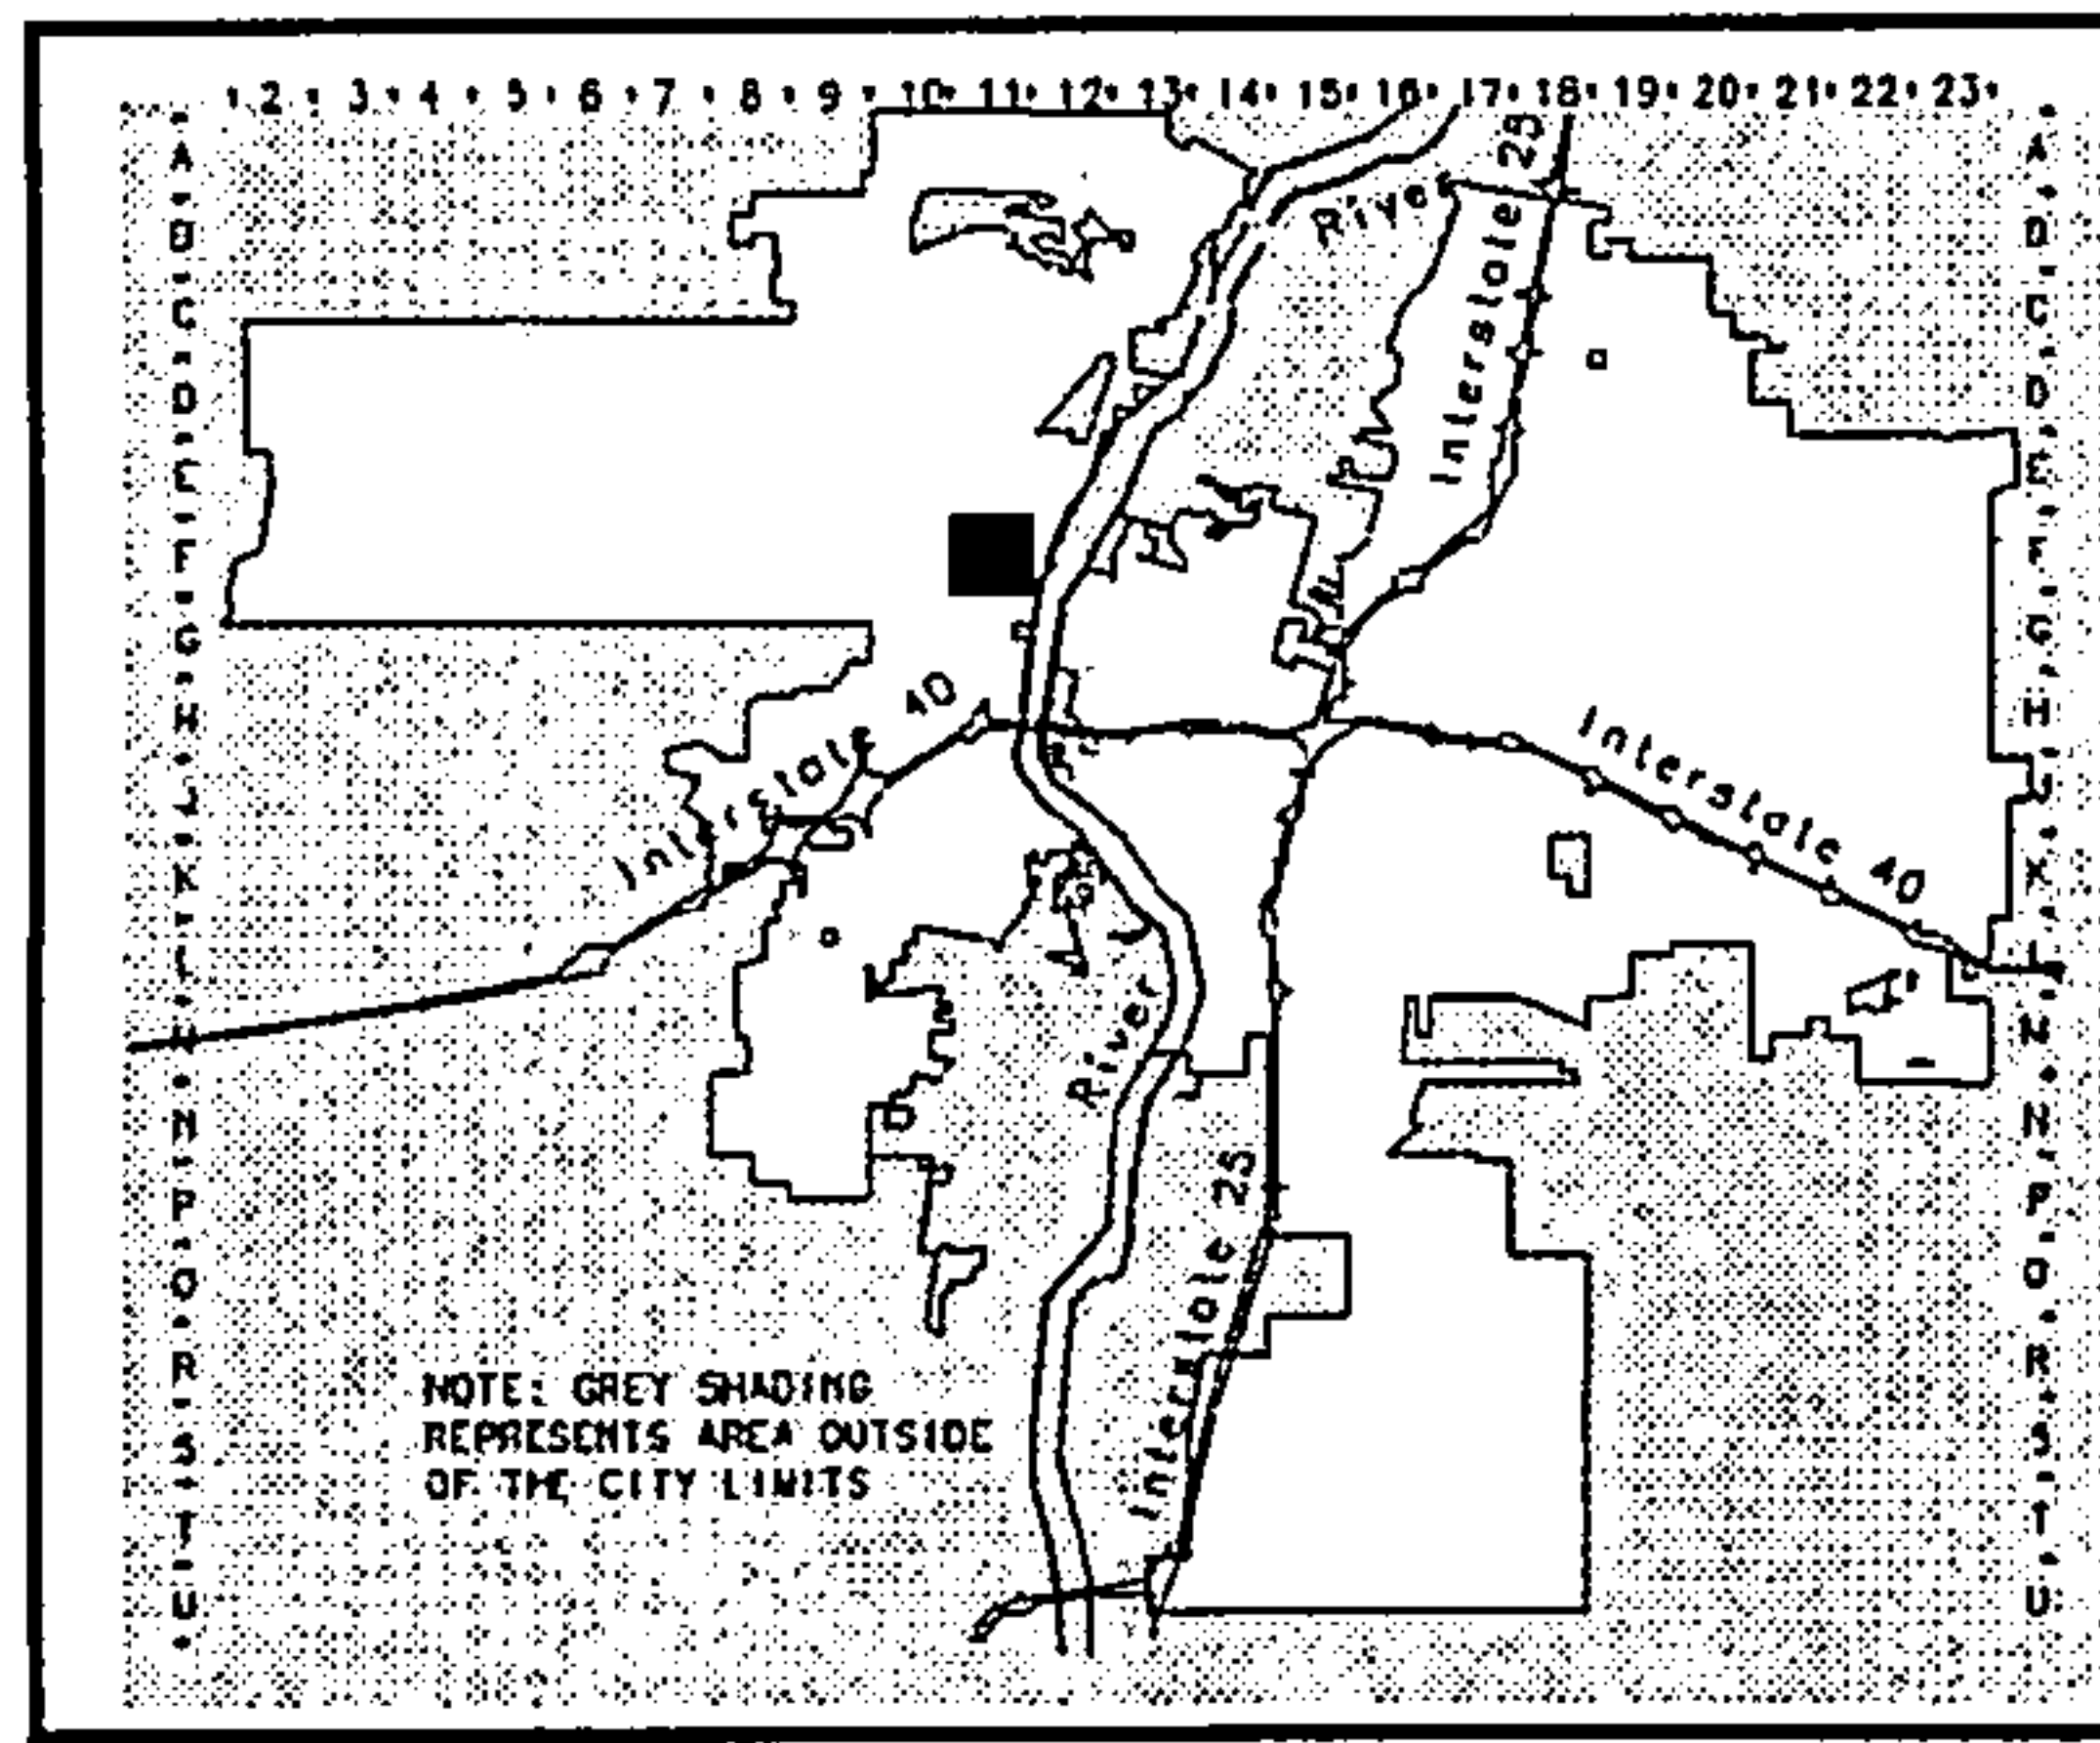 2 3 4 5 6 7 8 9 10 11 12 13 14 15 16 17 18 19 20 21 22 23
A
B
C
D
E
F
G
H
J
K
L
M
N
P
Q
R
S
T
U
A
B
C
D
E
F
G
H
J
K
L
M
N
P
Q
R
S
T
U
River
Interstate 25
Interstate 40
Interstate 40
River
Interstate 25
NOTE: GREY SHADING
REPRESENTS AREA OUTSIDE
OF THE CITY LIMITS